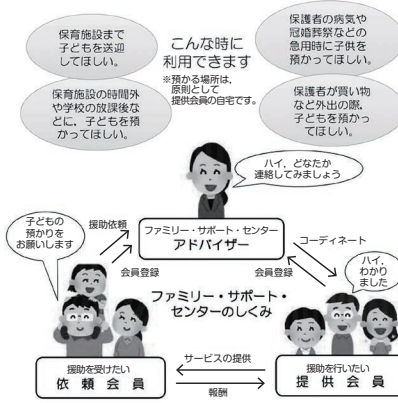 保育施設まで
子どもを送迎
してほしい。
こんな時に
利用できます
※預かる場所は，
原則として
提供会員の自宅です。
保護者の病気や
冠婚葬祭などの
急用時に子供を
預かってほしい。
保育施設の時間外
や学校の放課後な
どに，子どもを預
かってほしい。
保護者が買い物
など外出の際，
子どもを預かっ
てほしい。
ハイ，どなたか
連絡してみましょう
子どもの
預かりを
お願いします
援助依頼
ファミリー・サポート・センター
アドバイザー
コーディネート
会員登録
会員登録
ハイ，
わかり
ました
ファミリー・サポート・
センターのしくみ
援助を受けたい
依頼会員
サービスの提供
報酬
援助を行いたい
提供会員